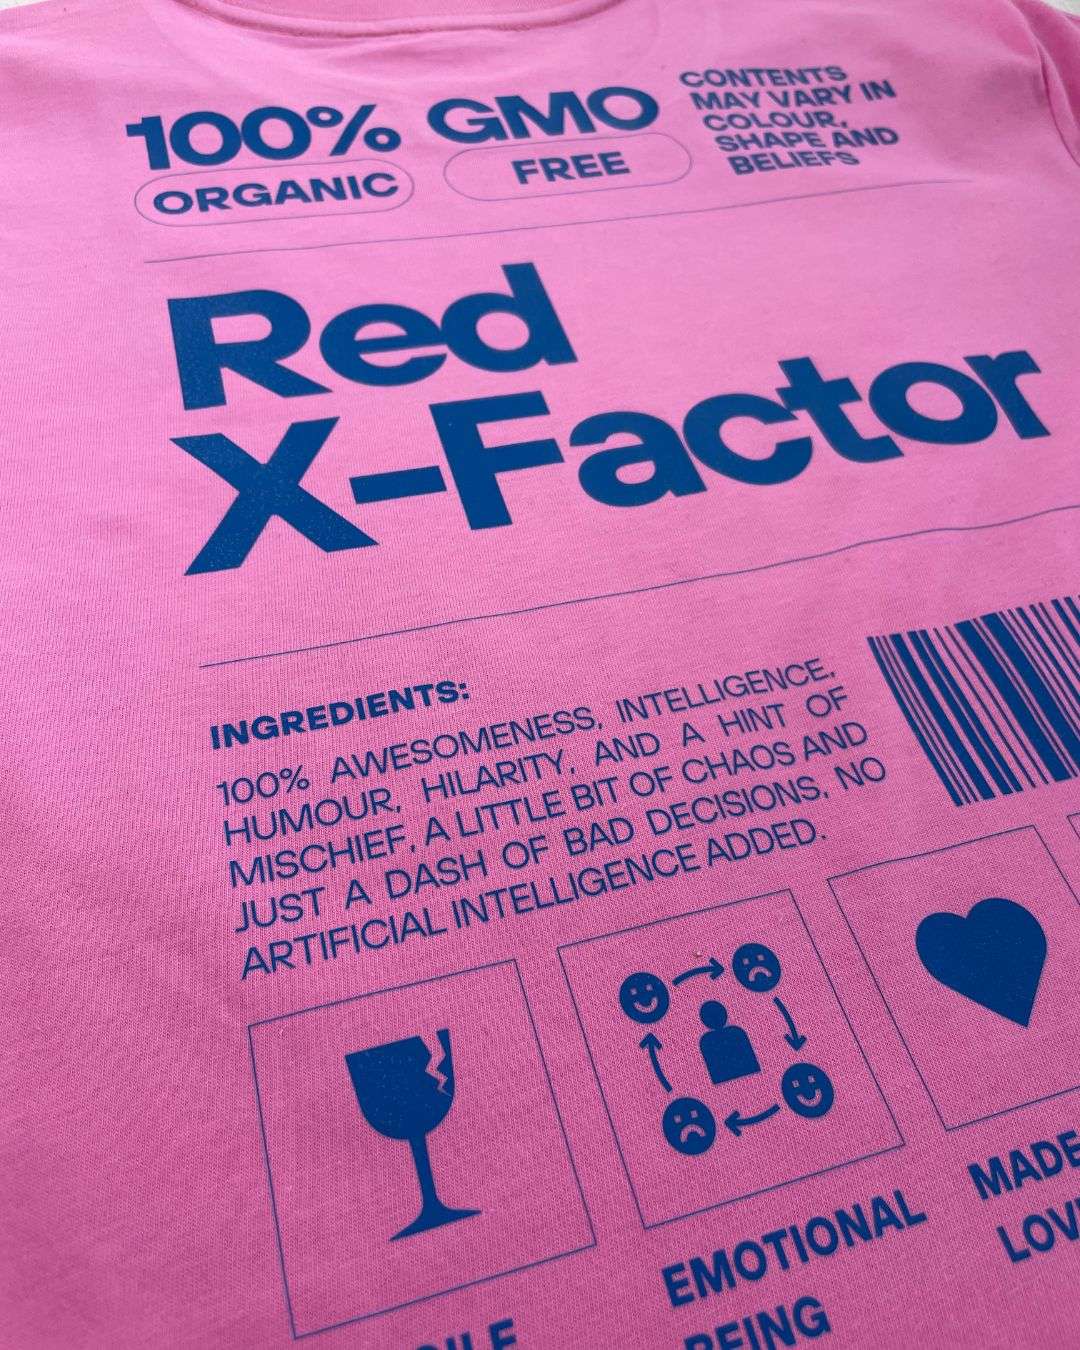 100% GMO
ORGANIC FREE
CONTENTS
MAY VARY IN
COLOUR,
SHAPE AND
BELIEFS
Red
X-Factor
INGREDIENTS:
100% AWESOMENESS, INTELLIGENCE,
HUMOUR, HILARITY, AND A HINT OF
MISCHIEF, A LITTLE BIT OF CHAOS AND
JUST A DASH OF BAD DECISIONS, NO
ARTIFICIAL INTELLIGENCE ADDED.
EMOTIONAL
BEING
MADE